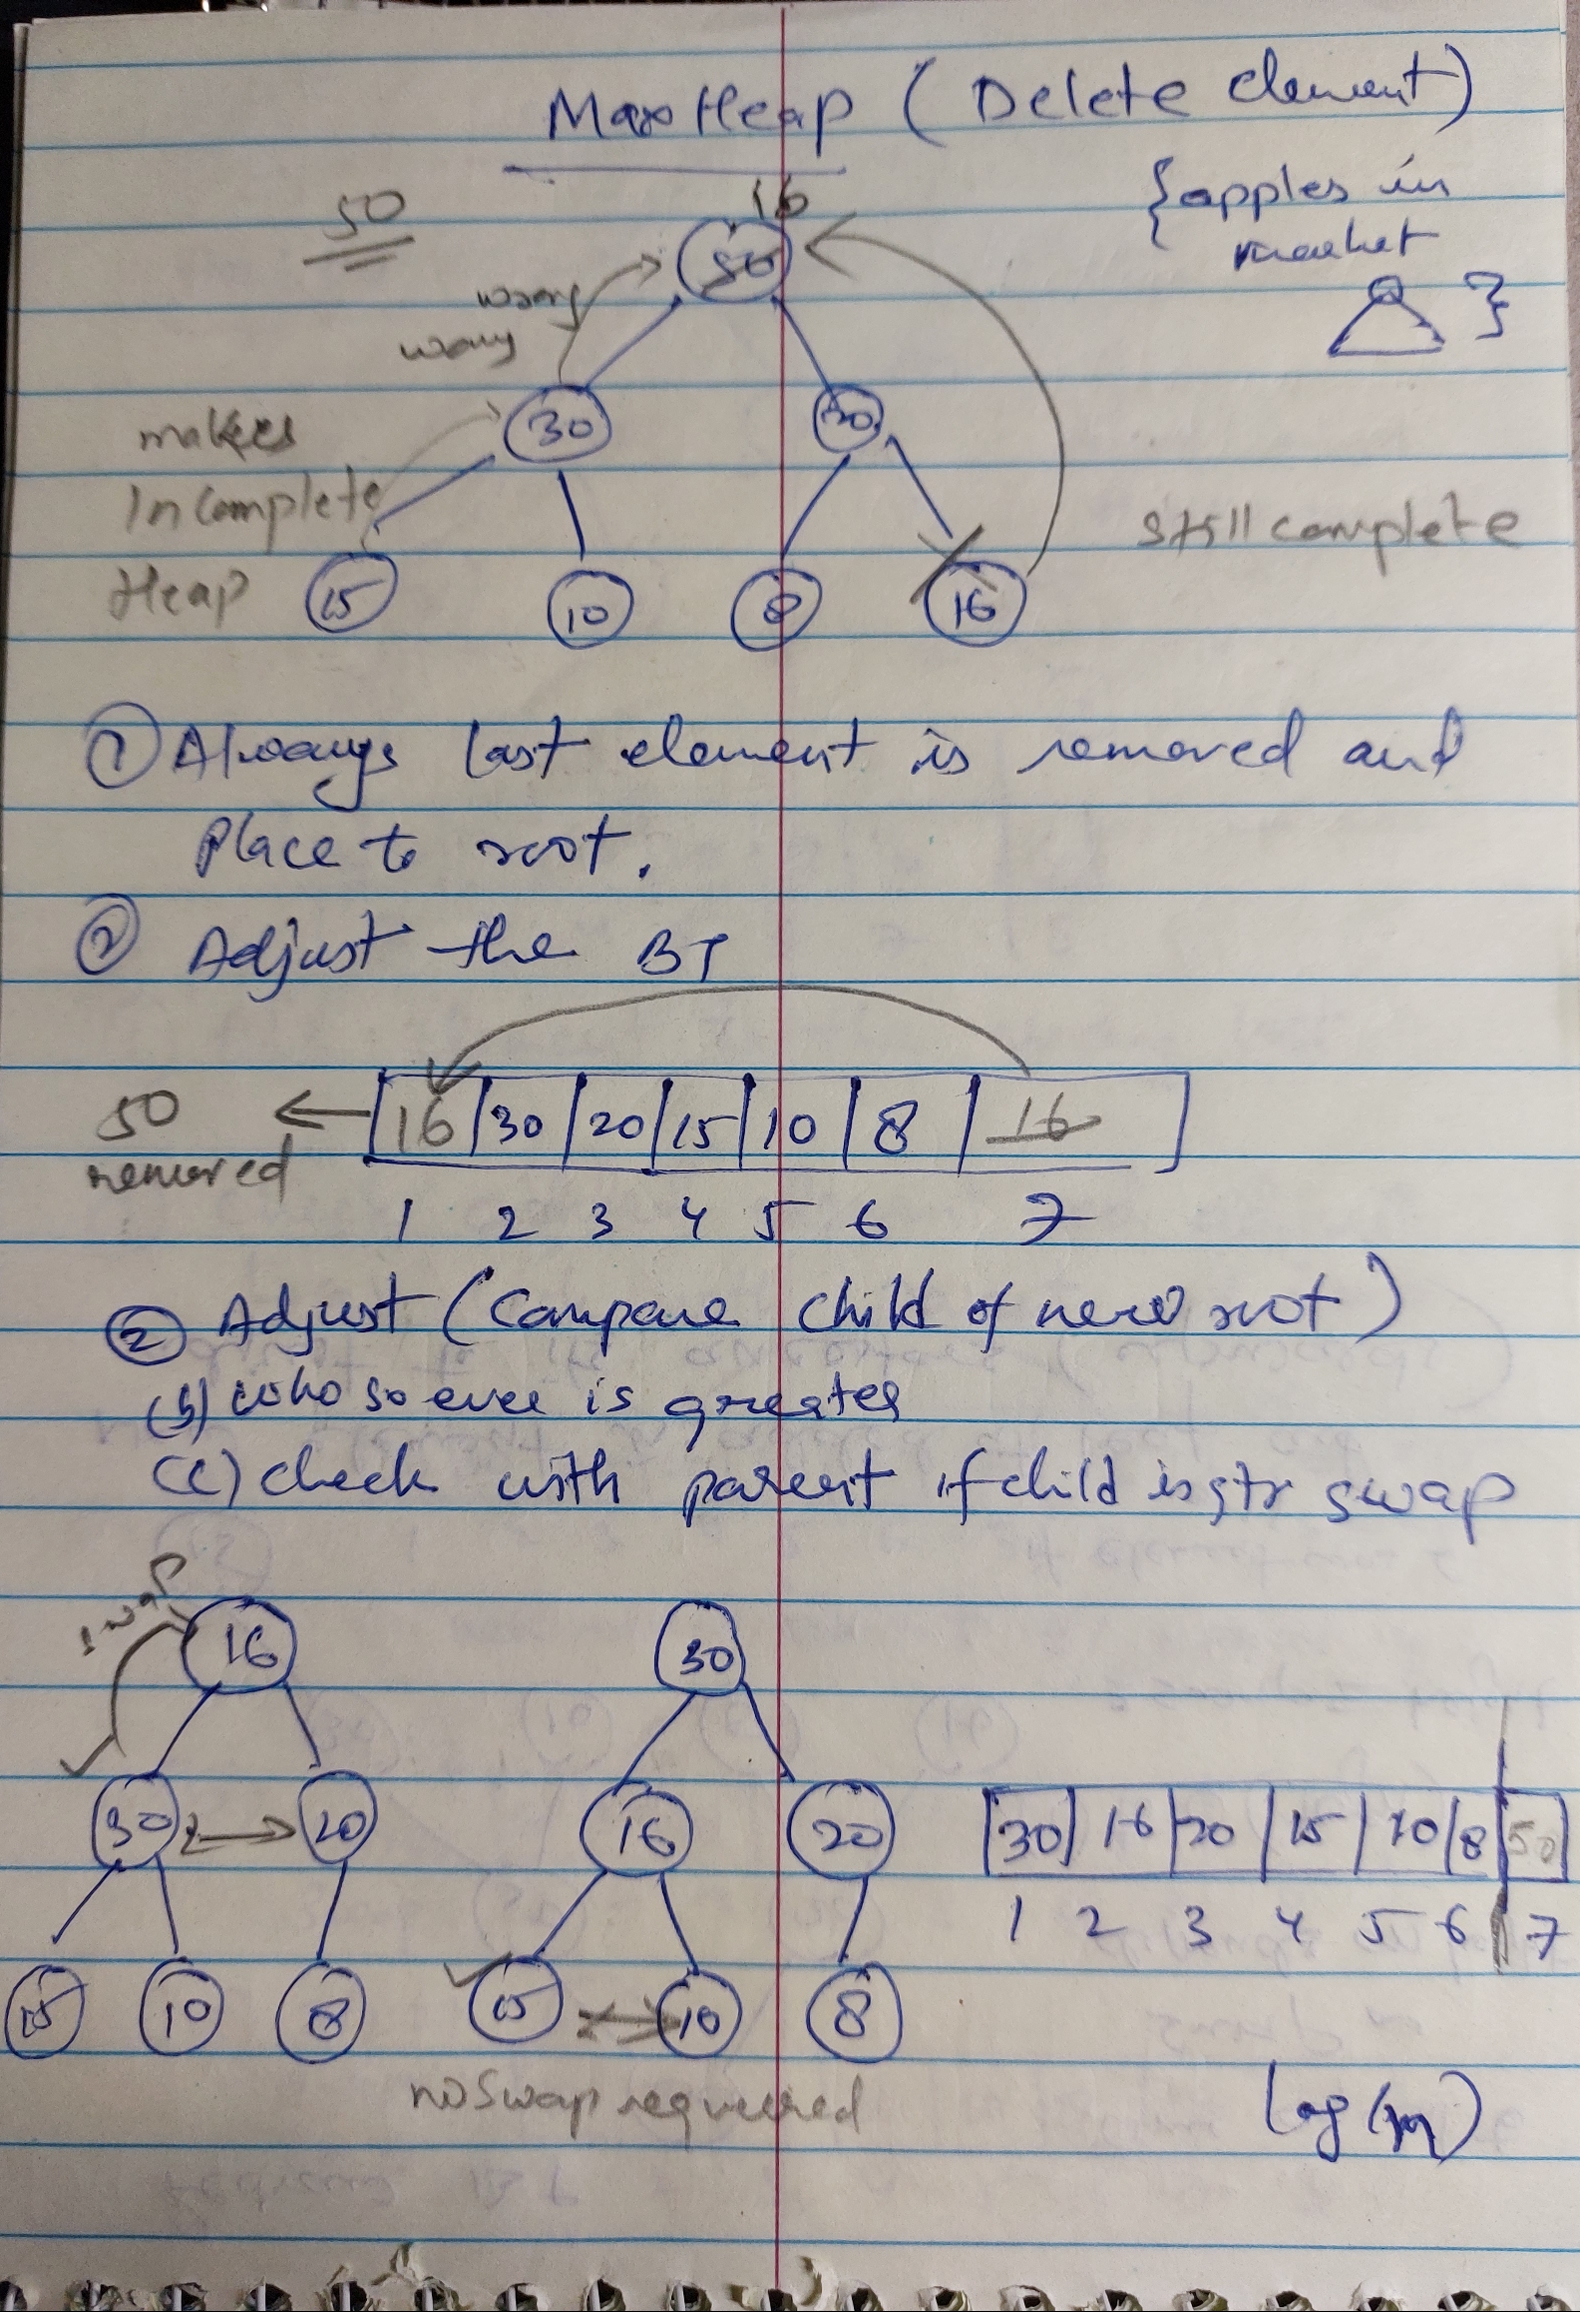 Max Heap ( Delete element )
50
16
50
{ apples in
market
}
wrong
way
30
20
makes
Incomplete
Heap
still complete
15
10
8
16
① Always last element is removed and
Place to root.
② Adjust the BT
50 ← 16 30 20 15 10 8 16
removed
1 2 3 4 5 6 7
② Adjust ( Compare child of new root )
(b) who so ever is greater
(c) check with parent if child is gtr swap
swap
16
30
30 20
16 20
30 16 20 15 10 8 50
1 2 3 4 5 6 7
15 10 8
15 10 8
no Swap requered
log (n)